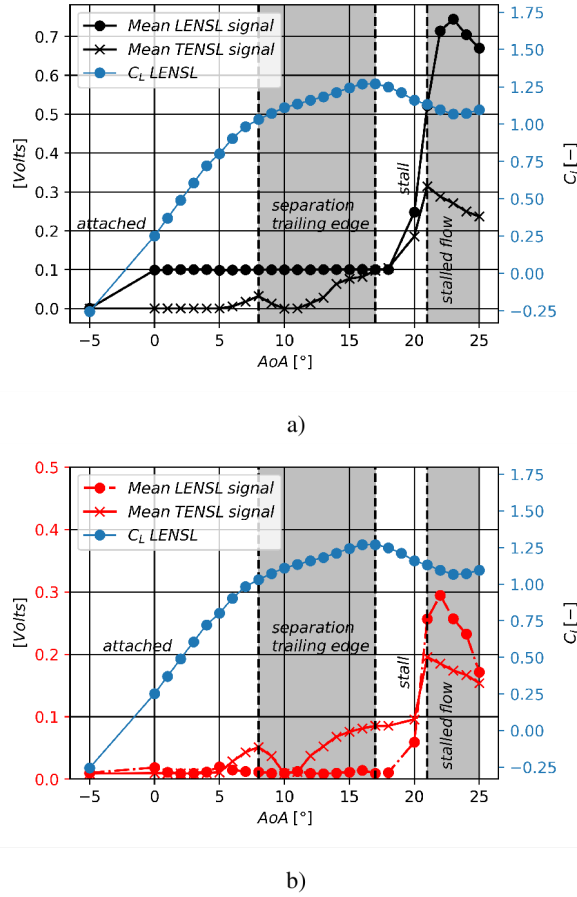 Mean LENSL signal
Mean TENSL signal
C_L LENSL
0.7
0.6
0.5
0.4
0.3
0.2
0.1
0.0
[Volts]
1.75
1.50
1.25
1.00
0.75
0.50
0.25
0.00
−0.25
C_L [−]
attached
separation
trailing edge
stall
stalled flow
−5
0
5
10
15
20
25
AoA [°]
a)
Mean LENSL signal
Mean TENSL signal
C_L LENSL
0.5
0.4
0.3
0.2
0.1
0.0
[Volts]
1.75
1.50
1.25
1.00
0.75
0.50
0.25
0.00
−0.25
C_L [−]
attached
separation
trailing edge
stall
stalled flow
−5
0
5
10
15
20
25
AoA [°]
b)